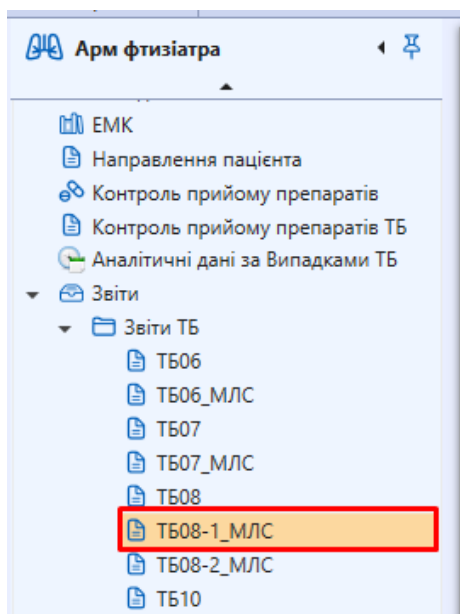 Арм фтизіатра
ЕМК
Направлення пацієнта
Контроль прийому препаратів
Контроль прийому препаратів ТБ
Аналітичні дані за Випадками ТБ
Звіти
Звіти ТБ
ТБ06
ТБ06_МЛС
ТБ07
ТБ07_МЛС
ТБ08
ТБ08-1_МЛС
ТБ08-2_МЛС
ТБ10